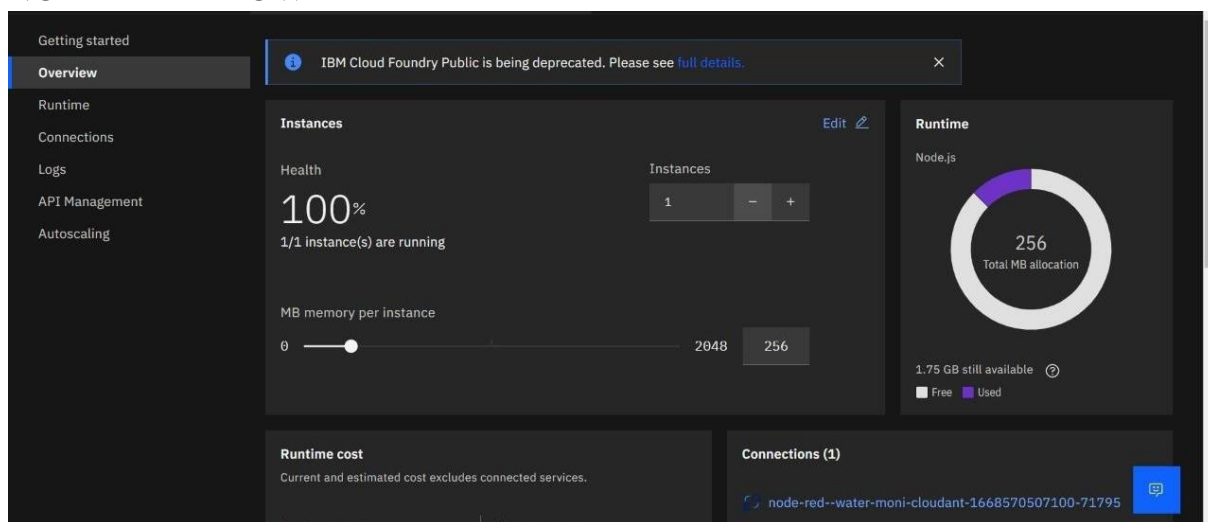 Getting started
Overview
Runtime
Connections
Logs
API Management
Autoscaling
IBM Cloud Foundry Public is being deprecated. Please see full details.
Instances
Edit
Health
100%
1/1 instance(s) are running
Instances
1
MB memory per instance
0
2048
256
Runtime
Node.js
256
Total MB allocation
1.75 GB still available
Free Used
Runtime cost
Current and estimated cost excludes connected services.
Connections (1)
node-red--water-moni-cloudant-1668570507100-71795